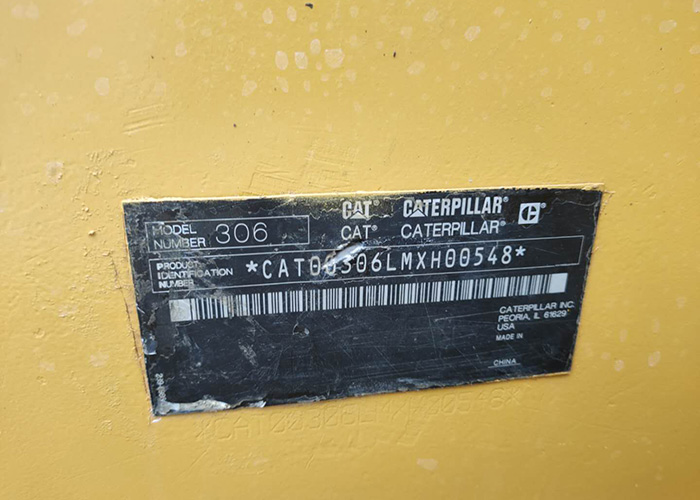 MODEL NUMBER 306
CAT CATERPILLAR C
CAT CATERPILLAR
PRODUCT IDENTIFICATION NUMBER *CAT00306LMXH00548*
CATERPILLAR INC.
PEORIA, IL 61629
USA
MADE IN
CHINA